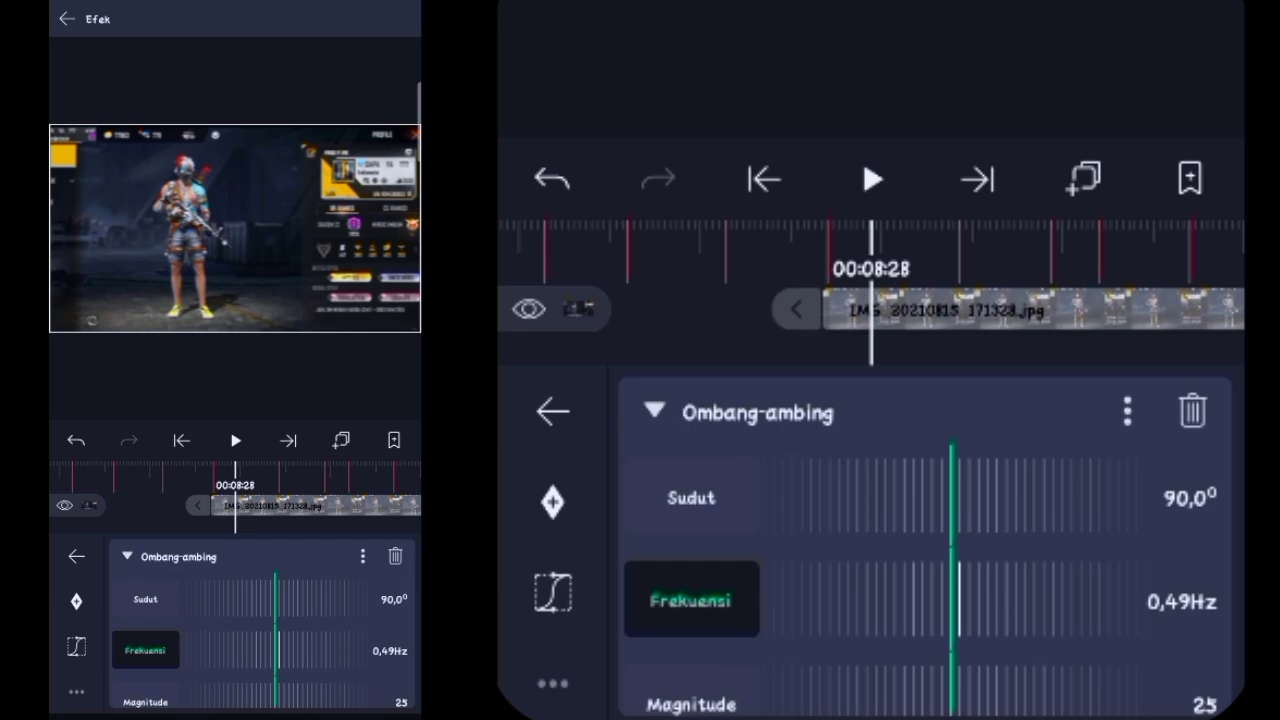 Efek
PROFILE
00:08:28
IMG_20210815_171328.jpg
Ombang-ambing
Sudut
90,0°
Frekuensi
0,49Hz
Magnitude
25
00:08:28
IMG_20210815_171328.jpg
Ombang-ambing
Sudut
90,0°
Frekuensi
0,49Hz
Magnitude
25